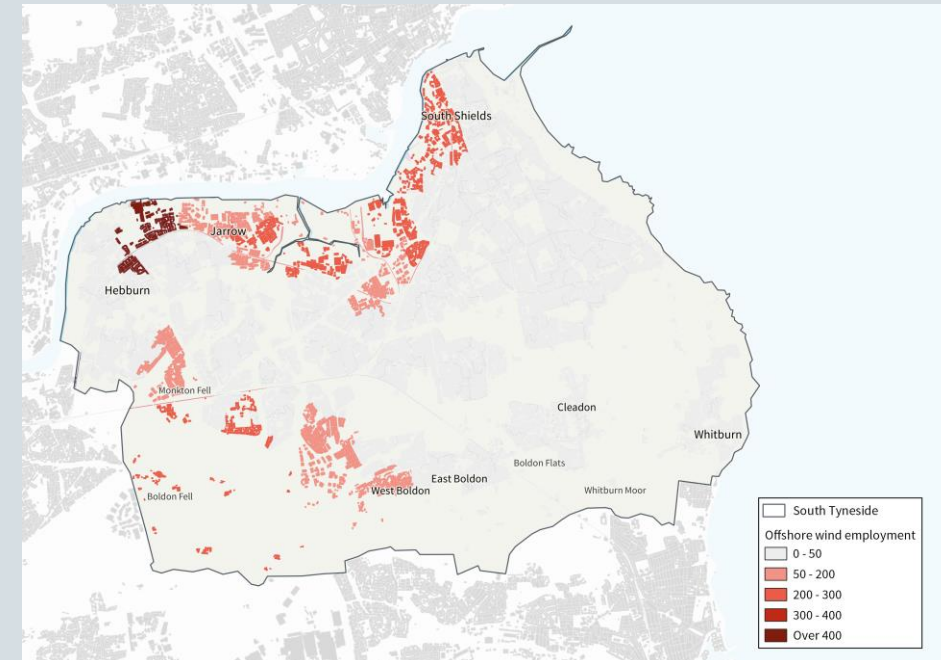 South Shields
Jarrow
Hebburn
Monkton Fell
Cleadon
Whitburn
Boldon Flats
East Boldon
West Boldon
Whitburn Moor
Boldon Fell
South Tyneside
Offshore wind employment
0 - 50
50 - 200
200 - 300
300 - 400
Over 400